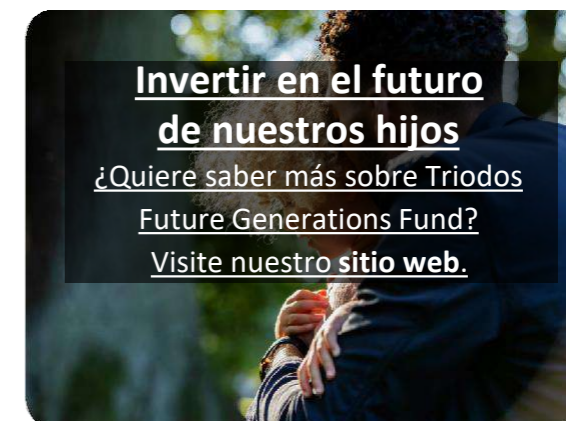 Invertir en el futuro
de nuestros hijos
¿Quiere saber más sobre Triodos
Future Generations Fund?
Visite nuestro sitio web.